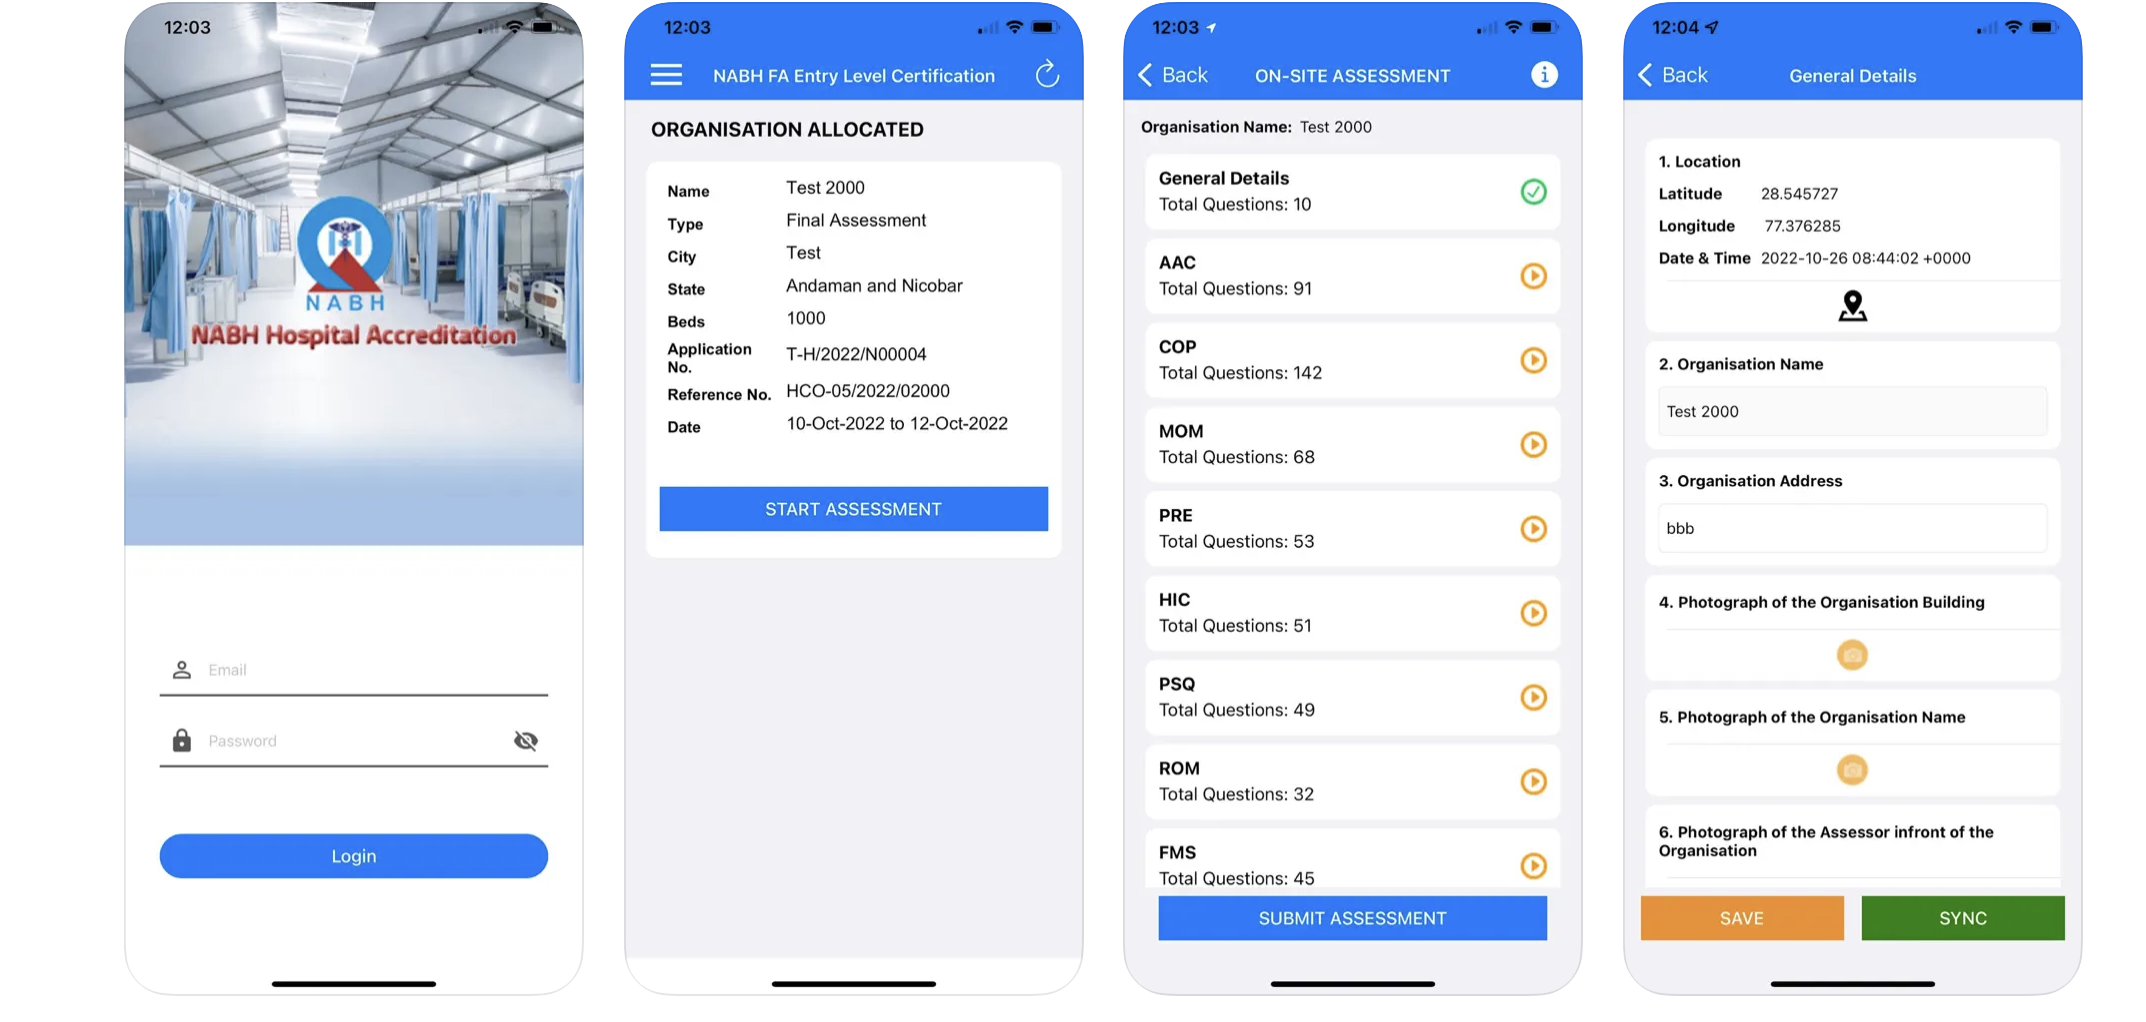 12:03
NABH
NABH Hospital Accreditation
Email
Password
Login
12:03
NABH FA Entry Level Certification
ORGANISATION ALLOCATED
Name Test 2000
Type Final Assessment
City Test
State Andaman and Nicobar
Beds 1000
Application
No. T-H/2022/N00004
Reference No. HCO-05/2022/02000
Date 10-Oct-2022 to 12-Oct-2022
START ASSESSMENT
12:03
Back ON-SITE ASSESSMENT
Organisation Name: Test 2000
General Details
Total Questions: 10
AAC
Total Questions: 91
COP
Total Questions: 142
MOM
Total Questions: 68
PRE
Total Questions: 53
HIC
Total Questions: 51
PSQ
Total Questions: 49
ROM
Total Questions: 32
FMS
Total Questions: 45
SUBMIT ASSESSMENT
12:04
Back General Details
1. Location
Latitude 28.545727
Longitude 77.376285
Date & Time 2022-10-26 08:44:02 +0000
2. Organisation Name
Test 2000
3. Organisation Address
bbb
4. Photograph of the Organisation Building
5. Photograph of the Organisation Name
6. Photograph of the Assessor infront of the
Organisation
SAVE SYNC